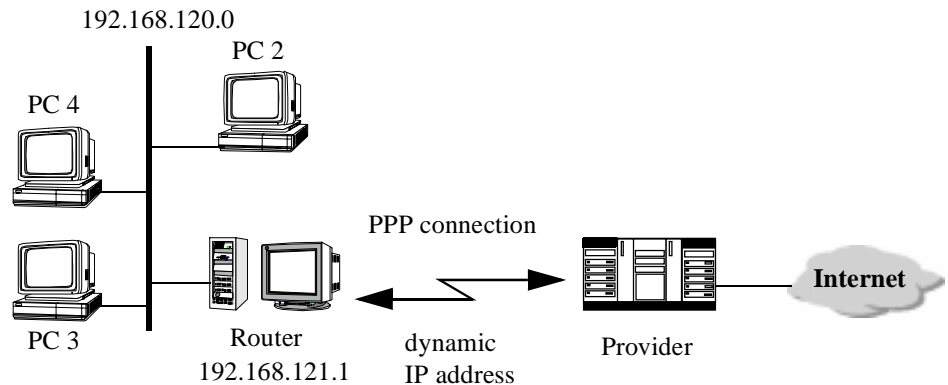 192.168.120.0
PC 2
PC 4
PPP connection
Internet
PC 3
Router
192.168.121.1
dynamic
IP address
Provider